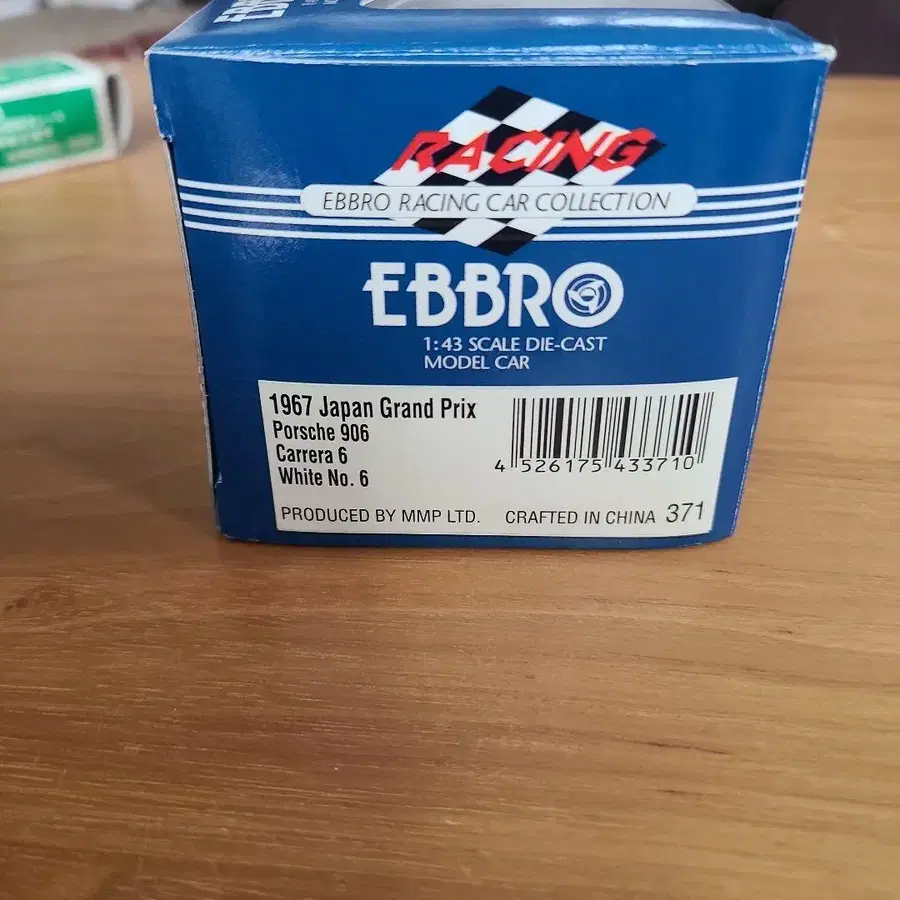 EBBRO
RACING
EBBRO RACING CAR COLLECTION
EBBRO
1:43 SCALE DIE-CAST
MODEL CAR
1967 Japan Grand Prix
Porsche 906
Carrera 6
White No. 6
4 526175 433710
PRODUCED BY MMP LTD. CRAFTED IN CHINA 371